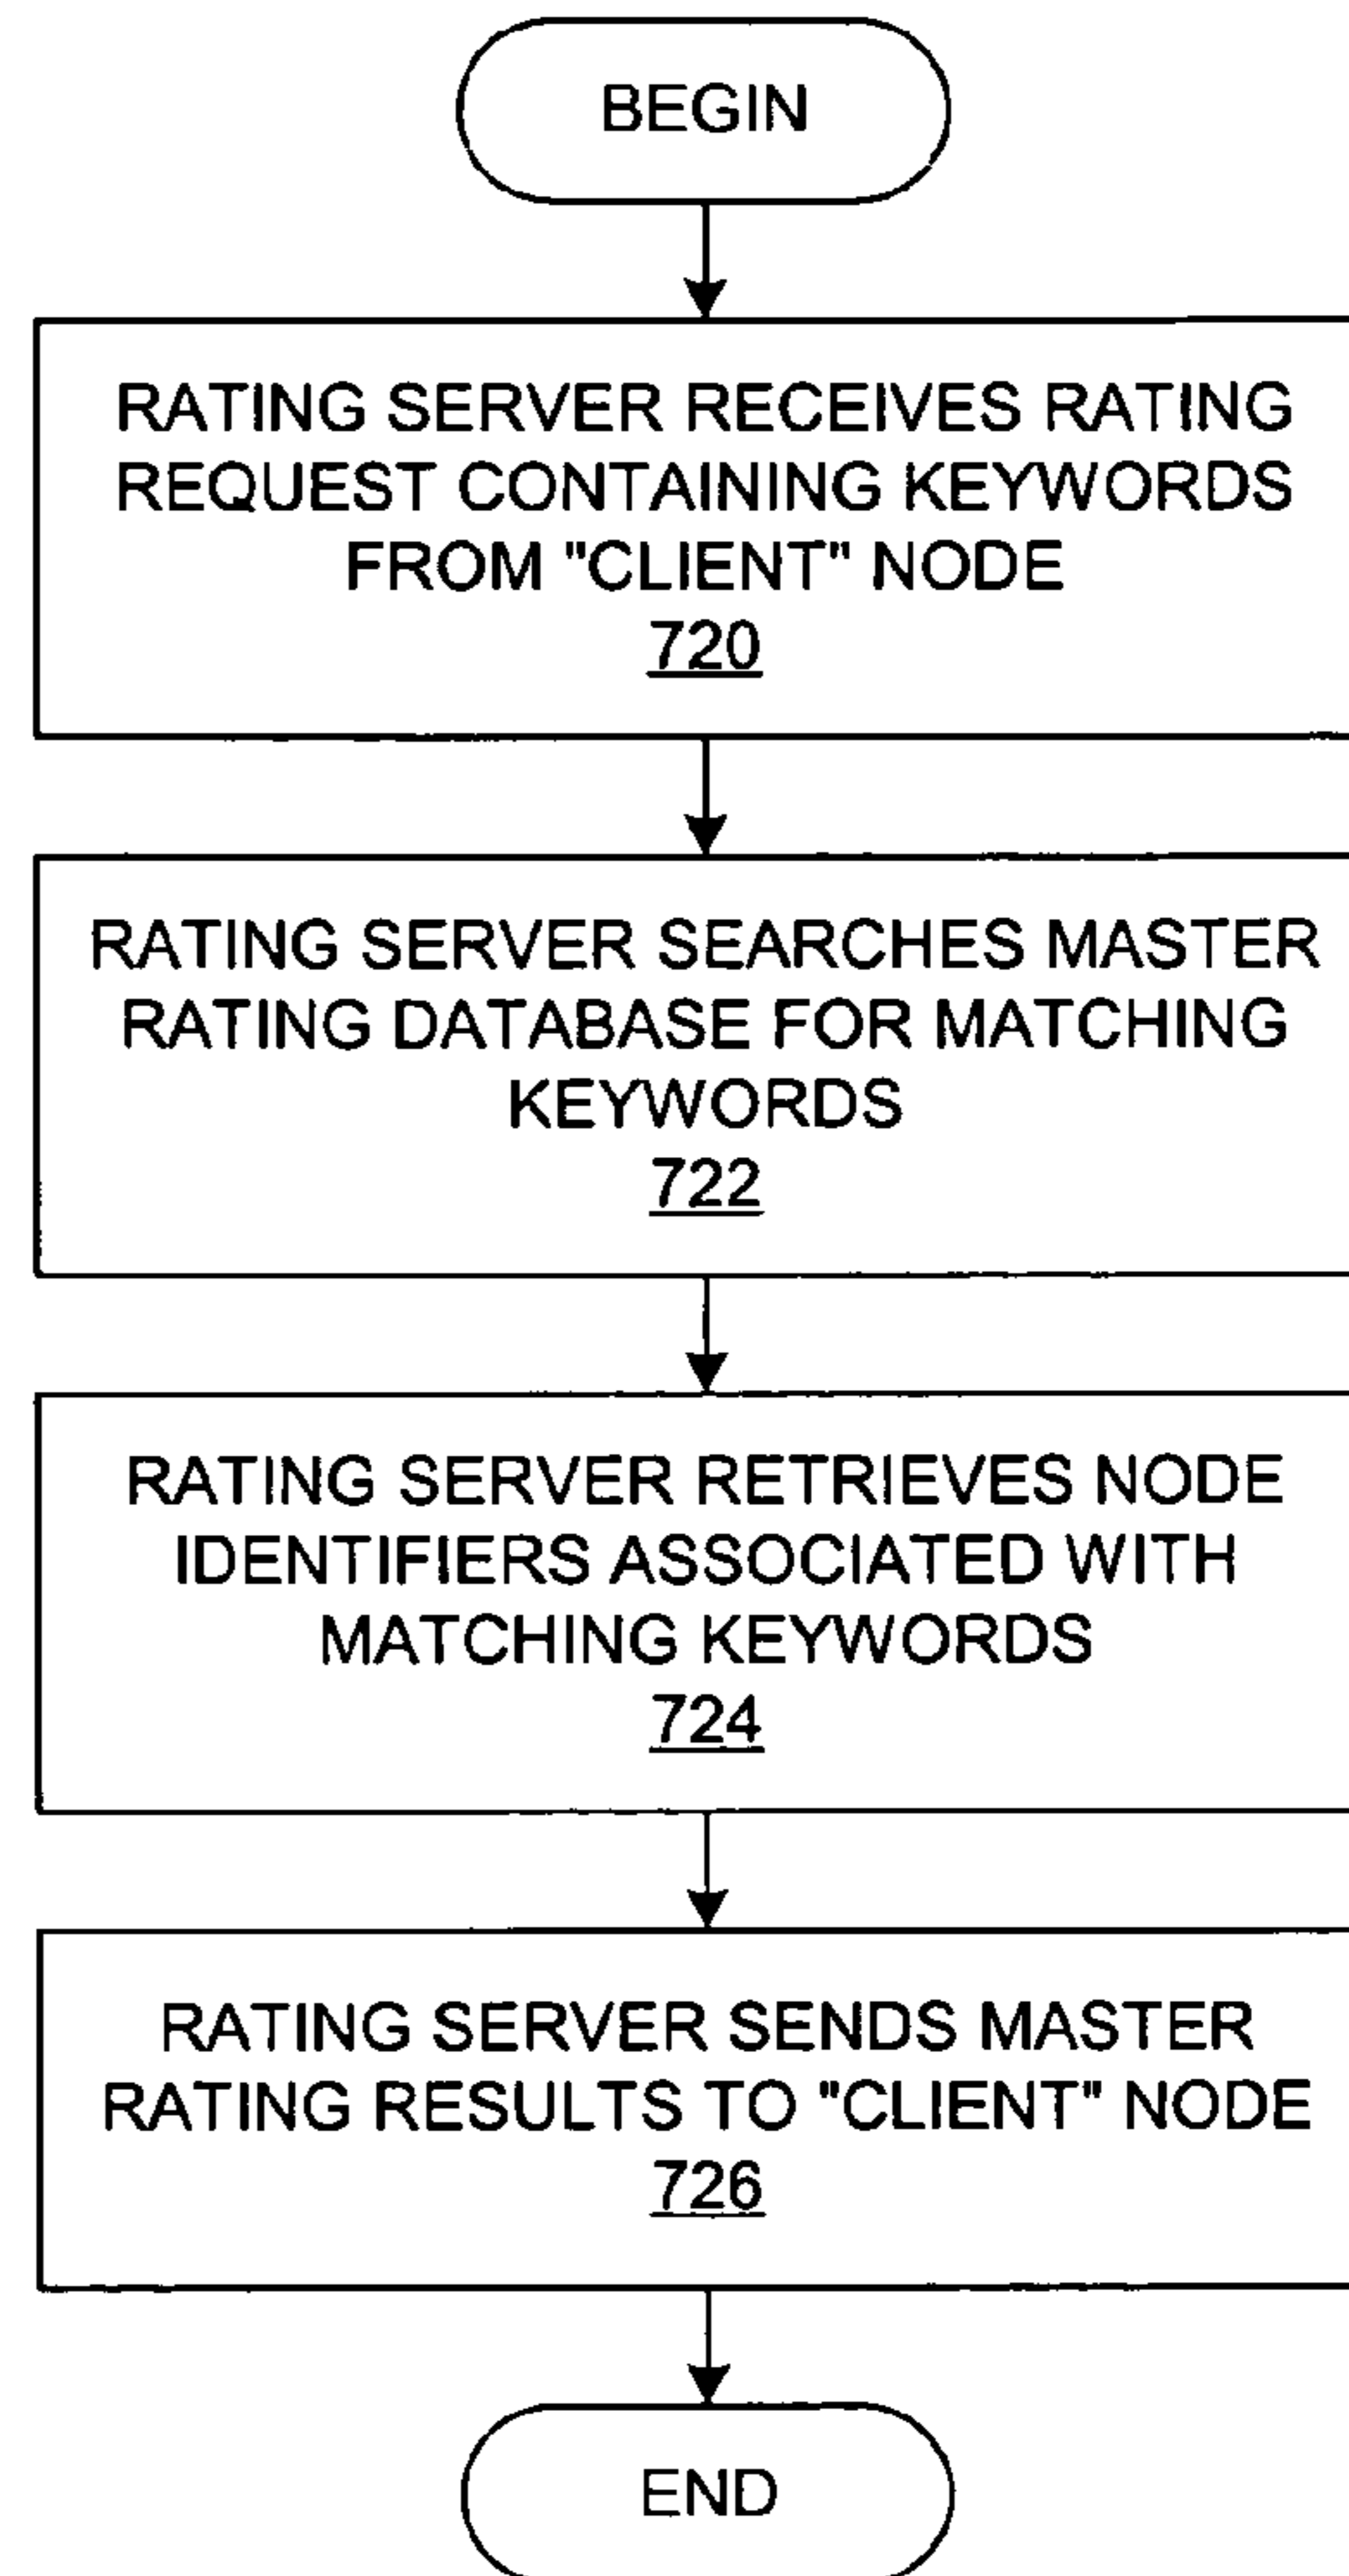 BEGIN
RATING SERVER RECEIVES RATING
REQUEST CONTAINING KEYWORDS
FROM "CLIENT" NODE
720
RATING SERVER SEARCHES MASTER
RATING DATABASE FOR MATCHING
KEYWORDS
722
RATING SERVER RETRIEVES NODE
IDENTIFIERS ASSOCIATED WITH
MATCHING KEYWORDS
724
RATING SERVER SENDS MASTER
RATING RESULTS TO "CLIENT" NODE
726
END